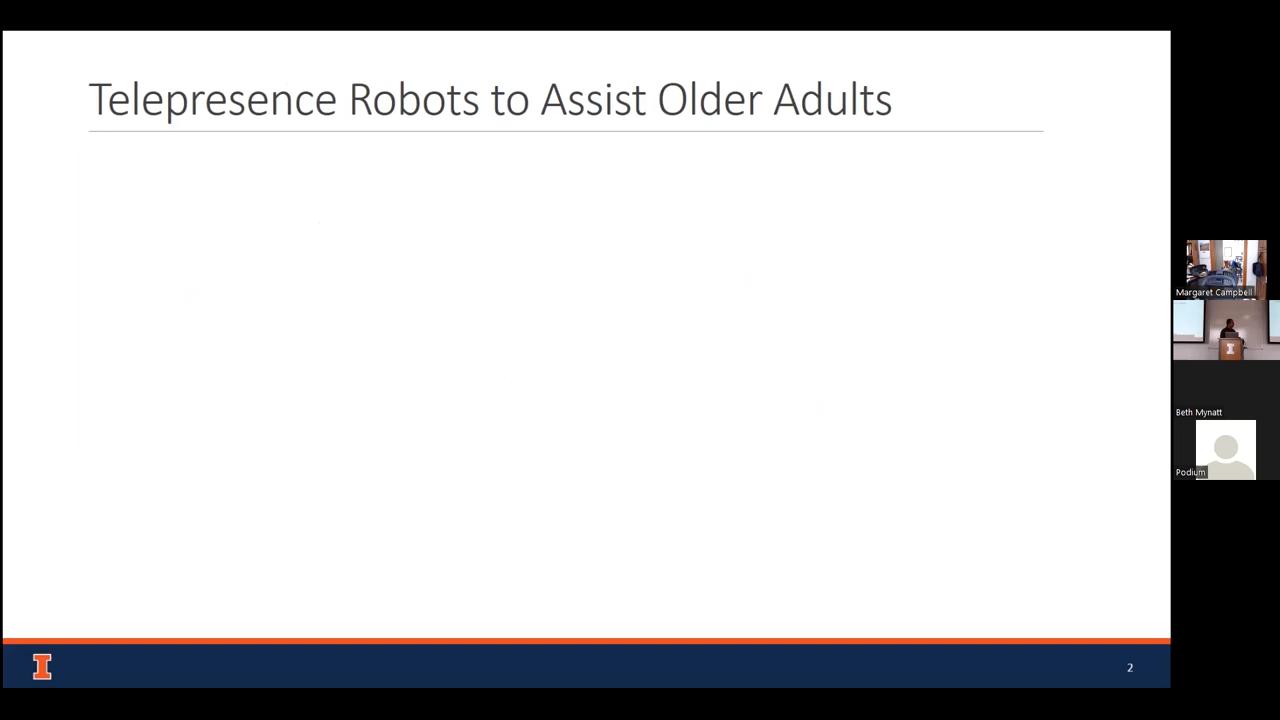 Telepresence Robots to Assist Older Adults
Margaret Campbell
I
Beth Mynatt
Podium
I
2